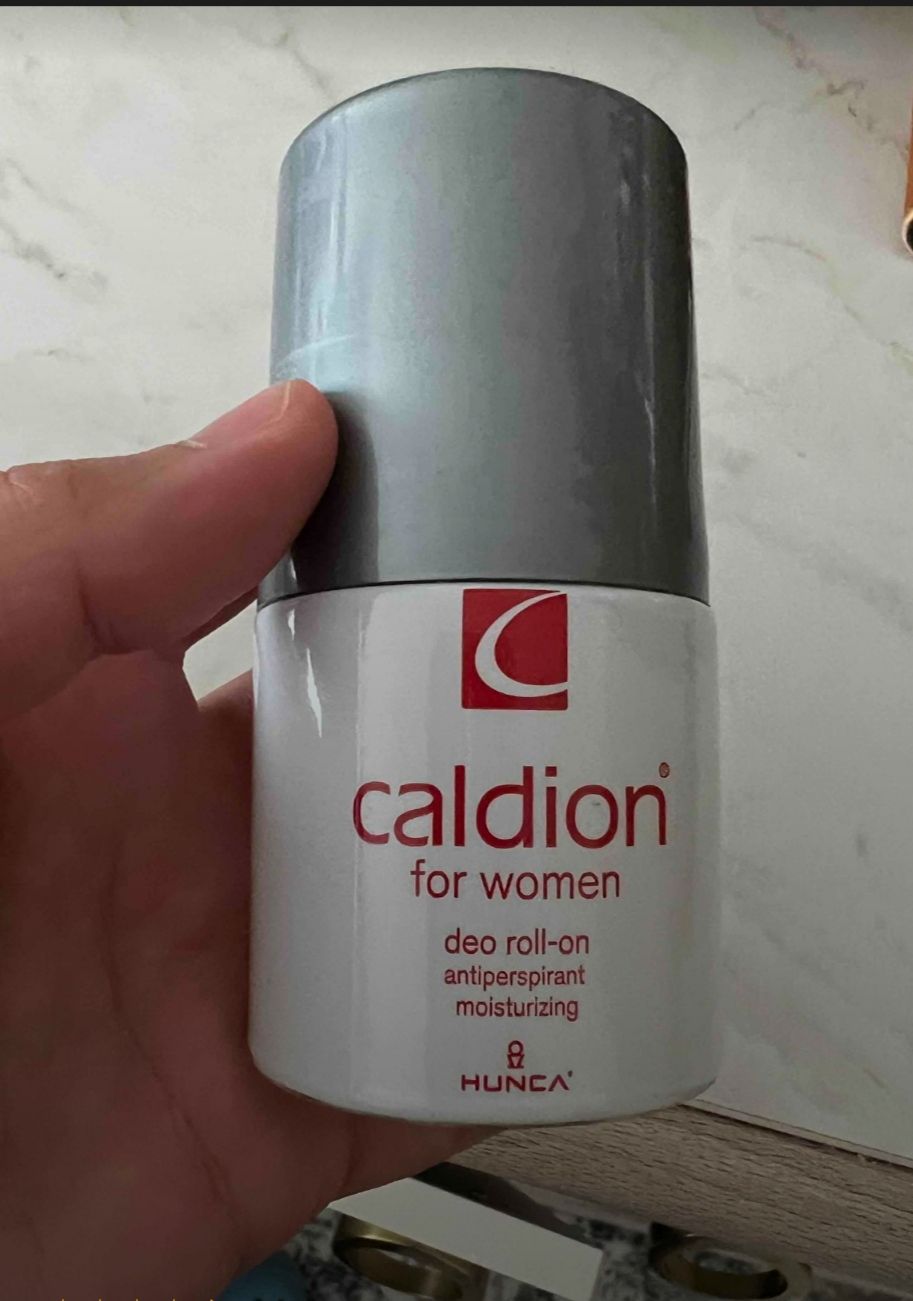 caldion®
for women
deo roll-on
antiperspirant
moisturizing
HUNCA